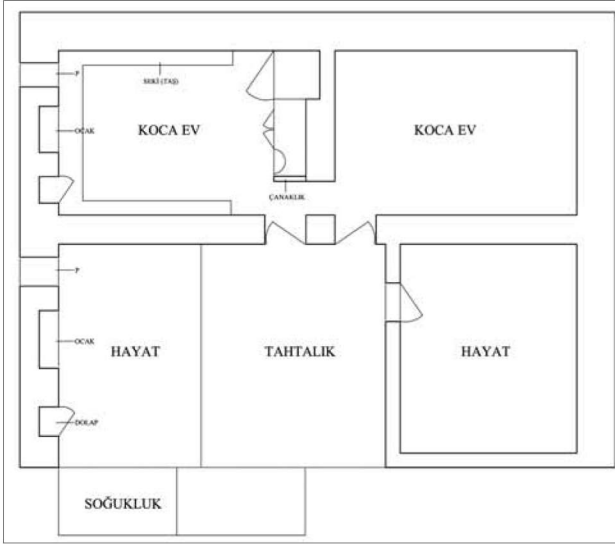 P
SEKİ (TAŞ)
OCAK
KOCA EV
KOCA EV
ÇANAKLIK
P
OCAK
HAYAT
TAHTALIK
HAYAT
DOLAP
SOĞUKLUK